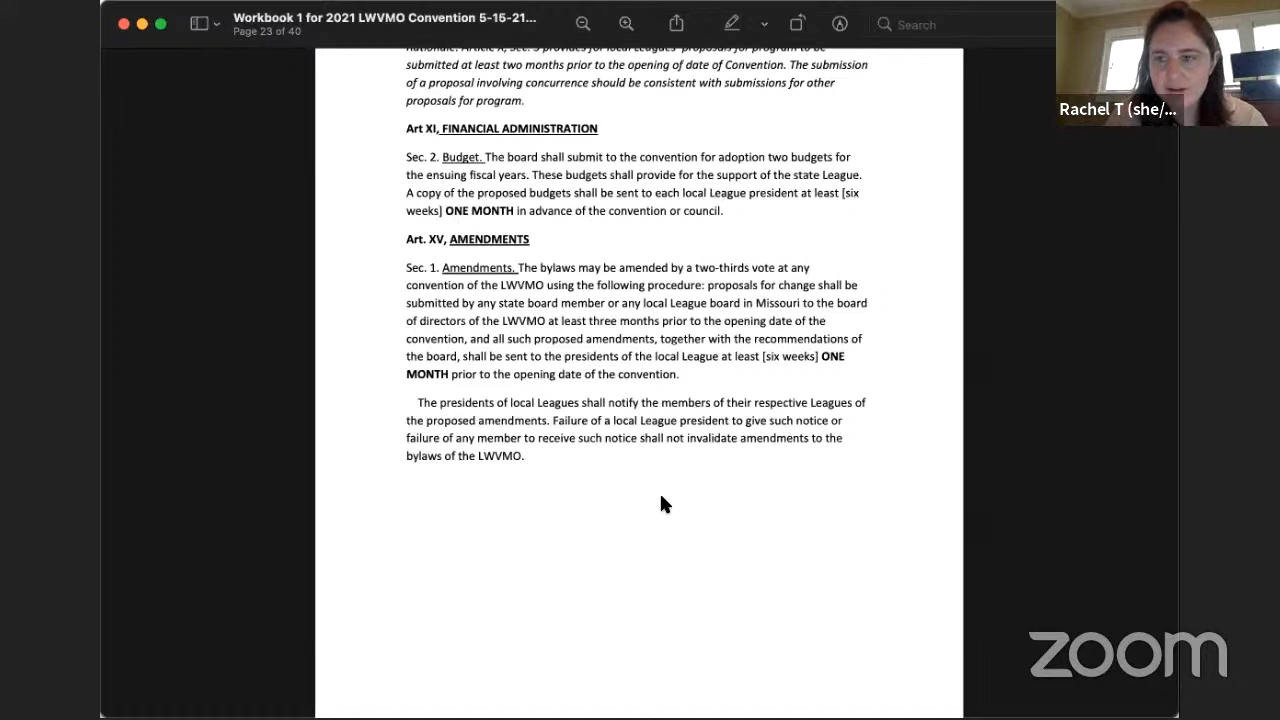 Workbook 1 for 2021 LWVMO Convention 5-15-21...
Page 23 of 40
Search
Rachel T (she/...
Rationale: Article X, Sec. 3 provides for local Leagues' proposals for program to be
submitted at least two months prior to the opening of date of Convention. The submission
of a proposal involving concurrence should be consistent with submissions for other
proposals for program.
Art XI, FINANCIAL ADMINISTRATION
Sec. 2. Budget. The board shall submit to the convention for adoption two budgets for
the ensuing fiscal years. These budgets shall provide for the support of the state League.
A copy of the proposed budgets shall be sent to each local League president at least [six
weeks] ONE MONTH in advance of the convention or council.
Art. XV, AMENDMENTS
Sec. 1. Amendments. The bylaws may be amended by a two-thirds vote at any
convention of the LWVMO using the following procedure: proposals for change shall be
submitted by any state board member or any local League board in Missouri to the board
of directors of the LWVMO at least three months prior to the opening date of the
convention, and all such proposed amendments, together with the recommendations of
the board, shall be sent to the presidents of the local League at least [six weeks] ONE
MONTH prior to the opening date of the convention.
The presidents of local Leagues shall notify the members of their respective Leagues of
the proposed amendments. Failure of a local League president to give such notice or
failure of any member to receive such notice shall not invalidate amendments to the
bylaws of the LWVMO.
zoom